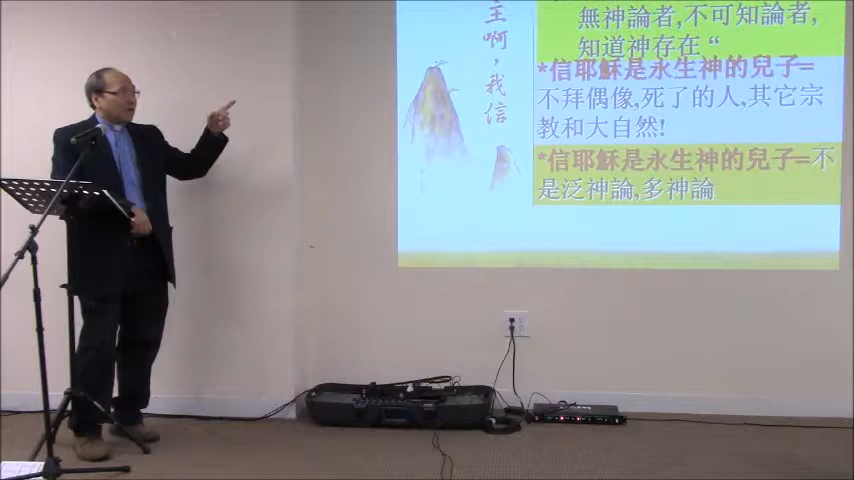 主啊，我信
無神論者,不可知論者,
知道神存在“
*信耶穌是永生神的兒子=
不拜偶像,死了的人,其它宗
教和大自然!
*信耶穌是永生神的兒子=不
是泛神論,多神論